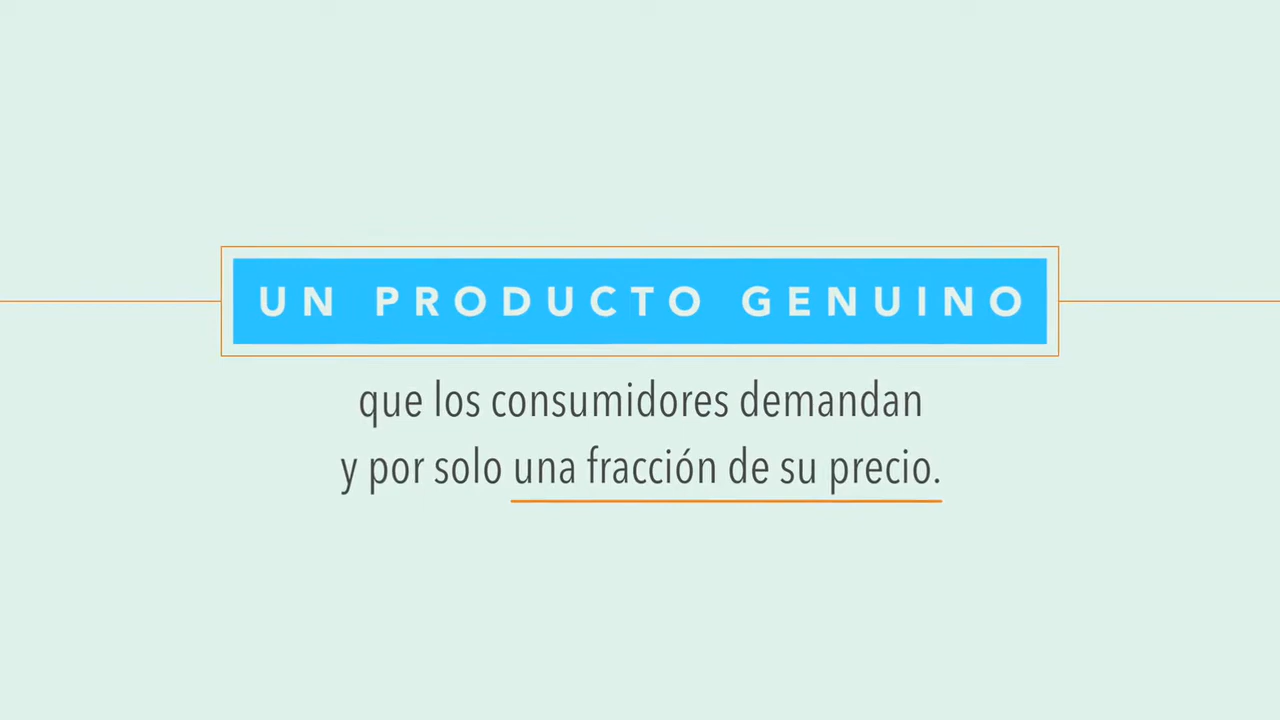 UN PRODUCTO GENUINO
que los consumidores demandan
y por solo una fracción de su precio.